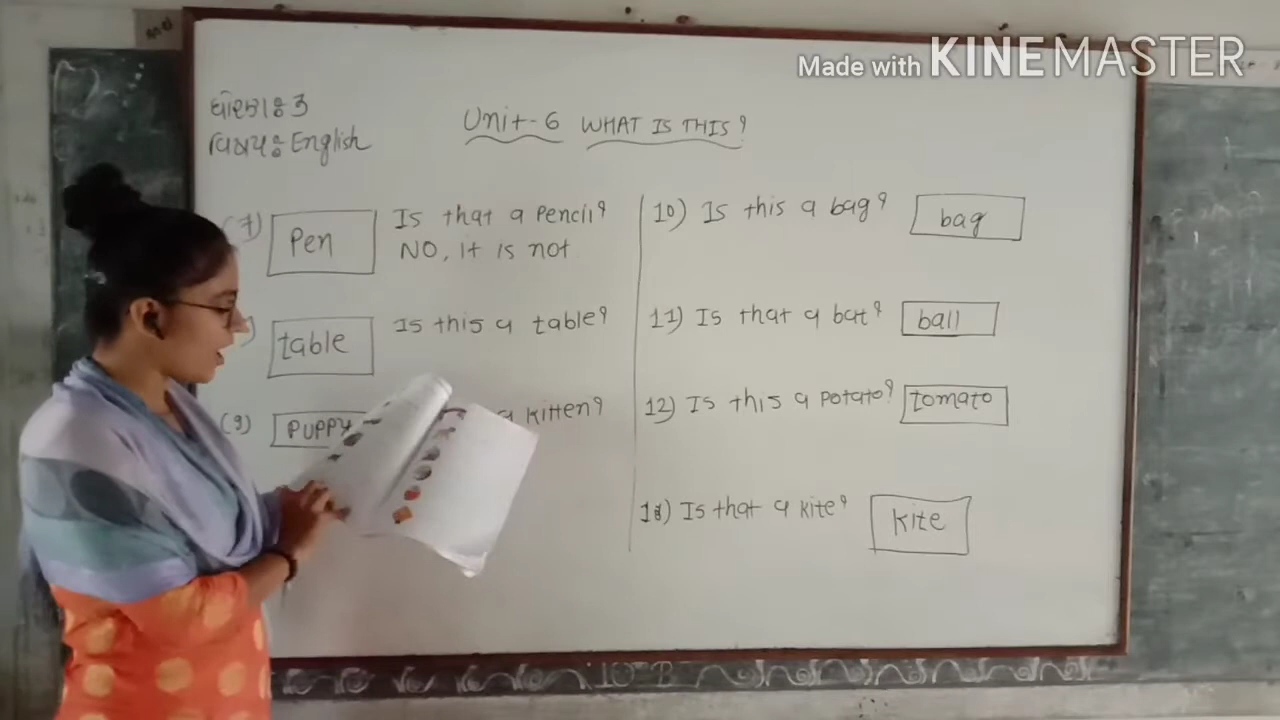 Made with KINEMASTER
ધોરણઃ ૩
વિષયઃ English
Unit-6 WHAT IS THIS?
(7) Pen Is that a Pencil?
NO, it is not
table Is this a table?
(9) PUPPY a kitten?
10) Is this a bag? bag
11) Is that a bat? ball
12) Is this a potato? tomato
Is that a kite? kite
10 B